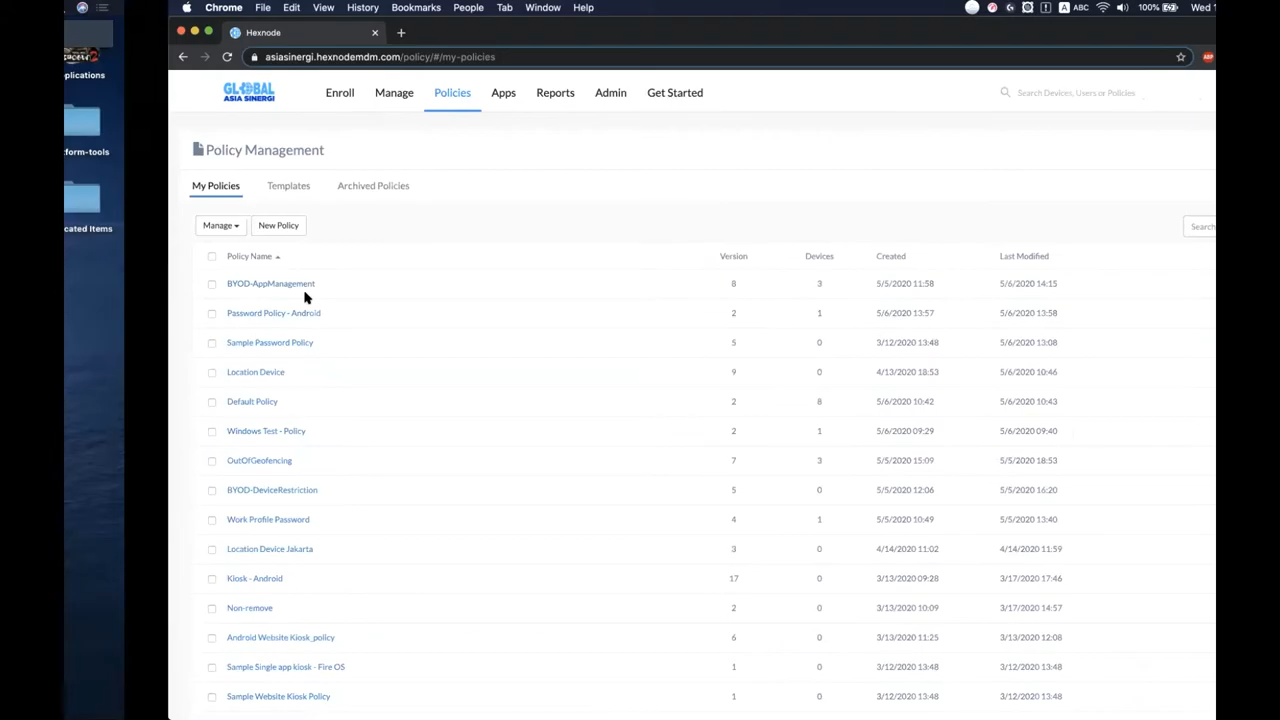 Chrome File Edit View History Bookmarks People Tab Window Help A ABC 100% Wed 1
Hexnode
asiasinergi.hexnodemdm.com/policy/#/my-policies
GLOBAL
ASIA SINERGI
Enroll Manage Policies Apps Reports Admin Get Started Search Devices, Users or Policies
Policy Management
My Policies Templates Archived Policies
Manage New Policy Search
Policy Name Version Devices Created Last Modified
BYOD-AppManagement 8 3 5/5/2020 11:58 5/6/2020 14:15
Password Policy - Android 2 1 5/6/2020 13:57 5/6/2020 13:58
Sample Password Policy 5 0 3/12/2020 13:48 5/6/2020 13:08
Location Device 9 0 4/13/2020 18:53 5/6/2020 10:46
Default Policy 2 8 5/6/2020 10:42 5/6/2020 10:43
Windows Test - Policy 2 1 5/6/2020 09:29 5/6/2020 09:40
OutOfGeofencing 7 3 5/5/2020 15:09 5/5/2020 18:53
BYOD-DeviceRestriction 5 0 5/5/2020 12:06 5/5/2020 16:20
Work Profile Password 4 1 5/5/2020 10:49 5/5/2020 13:40
Location Device Jakarta 3 0 4/14/2020 11:02 4/14/2020 11:59
Kiosk - Android 17 0 3/13/2020 09:28 3/17/2020 17:46
Non-remove 2 0 3/13/2020 10:09 3/17/2020 14:57
Android Website Kiosk_policy 6 0 3/13/2020 11:25 3/13/2020 12:08
Sample Single app kiosk - Fire OS 1 0 3/12/2020 13:48 3/12/2020 13:48
Sample Website Kiosk Policy 1 0 3/12/2020 13:48 3/12/2020 13:48
pplications
form-tools
cated Items